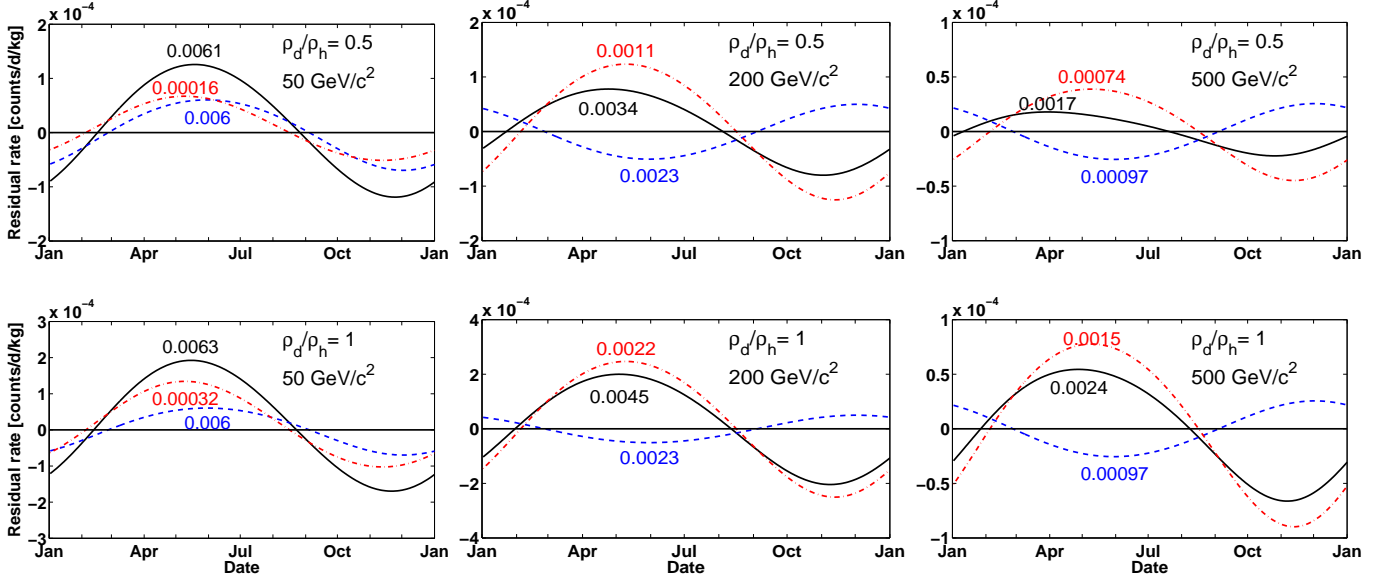 x 10⁻⁴
2
1
0
−1
−2
Residual rate [counts/d/kg]
0.0061
0.00016
0.006
ρd/ρh= 0.5
50 GeV/c²
Jan Apr Jul Oct Jan
x 10⁻⁴
2
1
0
−1
−2
0.0011
0.0034
0.0023
ρd/ρh= 0.5
200 GeV/c²
Jan Apr Jul Oct Jan
x 10⁻⁴
1
0.5
0
−0.5
−1
0.00074
0.0017
0.00097
ρd/ρh= 0.5
500 GeV/c²
Jan Apr Jul Oct Jan
x 10⁻⁴
3
2
1
0
−1
−2
−3
Residual rate [counts/d/kg]
0.0063
0.00032
0.006
ρd/ρh= 1
50 GeV/c²
Jan Apr Jul Oct Jan
Date
x 10⁻⁴
4
2
0
−2
−4
0.0022
0.0045
0.0023
ρd/ρh= 1
200 GeV/c²
Jan Apr Jul Oct Jan
Date
x 10⁻⁴
1
0.5
0
−0.5
−1
0.0015
0.0024
0.00097
ρd/ρh= 1
500 GeV/c²
Jan Apr Jul Oct Jan
Date